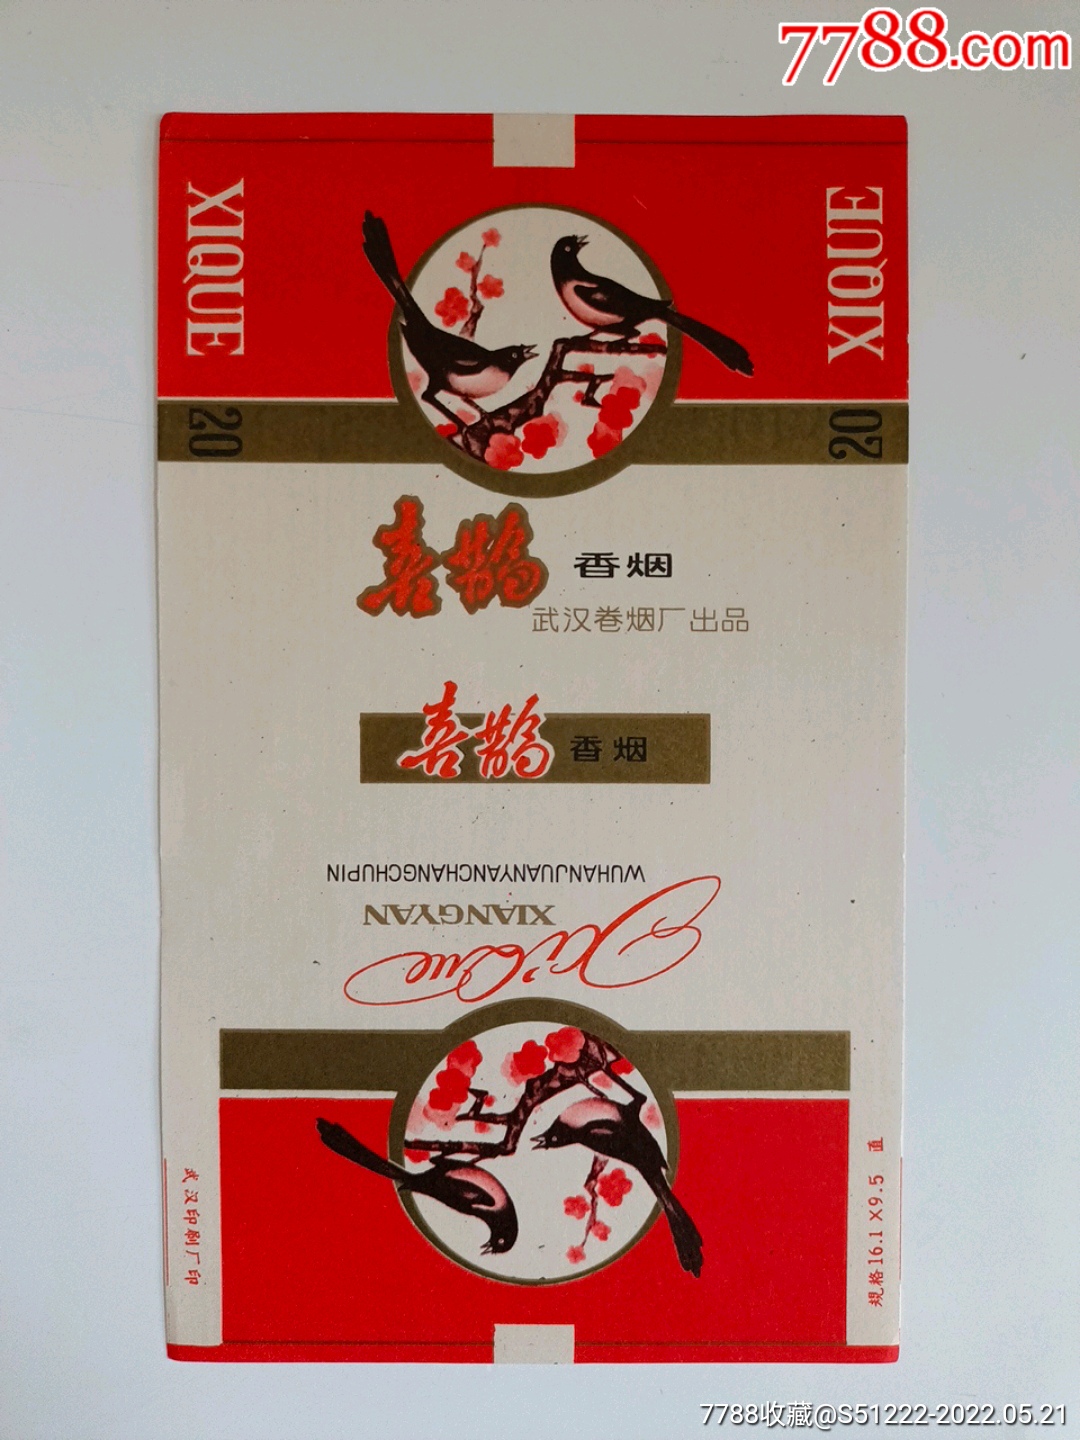 7788.com
XIQUE
XIQUE
20
20
喜鹊 香烟
武汉卷烟厂出品
喜鹊 香烟
WUHANJUANYANCHANGCHUPIN
XIANGYAN
XiQue
武汉印刷厂印
规格16.1×9.5 直
7788收藏@S51222-2022.05.21